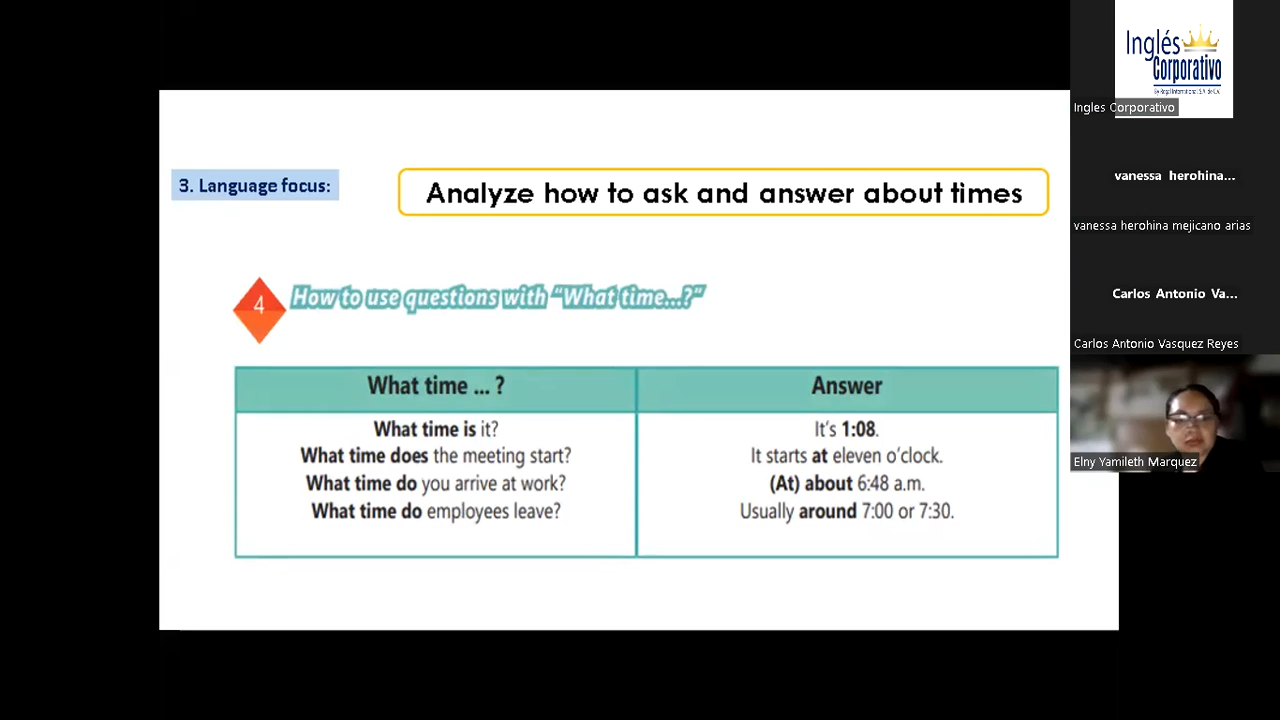 3. Language focus:
Analyze how to ask and answer about times
4
How to use questions with “What time...?”
What time ... ?
Answer
What time is it?
It's 1:08.
What time does the meeting start?
It starts at eleven o'clock.
What time do you arrive at work?
(At) about 6:48 a.m.
What time do employees leave?
Usually around 7:00 or 7:30.
Inglés
Corporativo
Ingles Corporativo
vanessa herohina...
vanessa herohina mejicano arias
Carlos Antonio Va...
Carlos Antonio Vasquez Reyes
Elny Yamileth Marquez